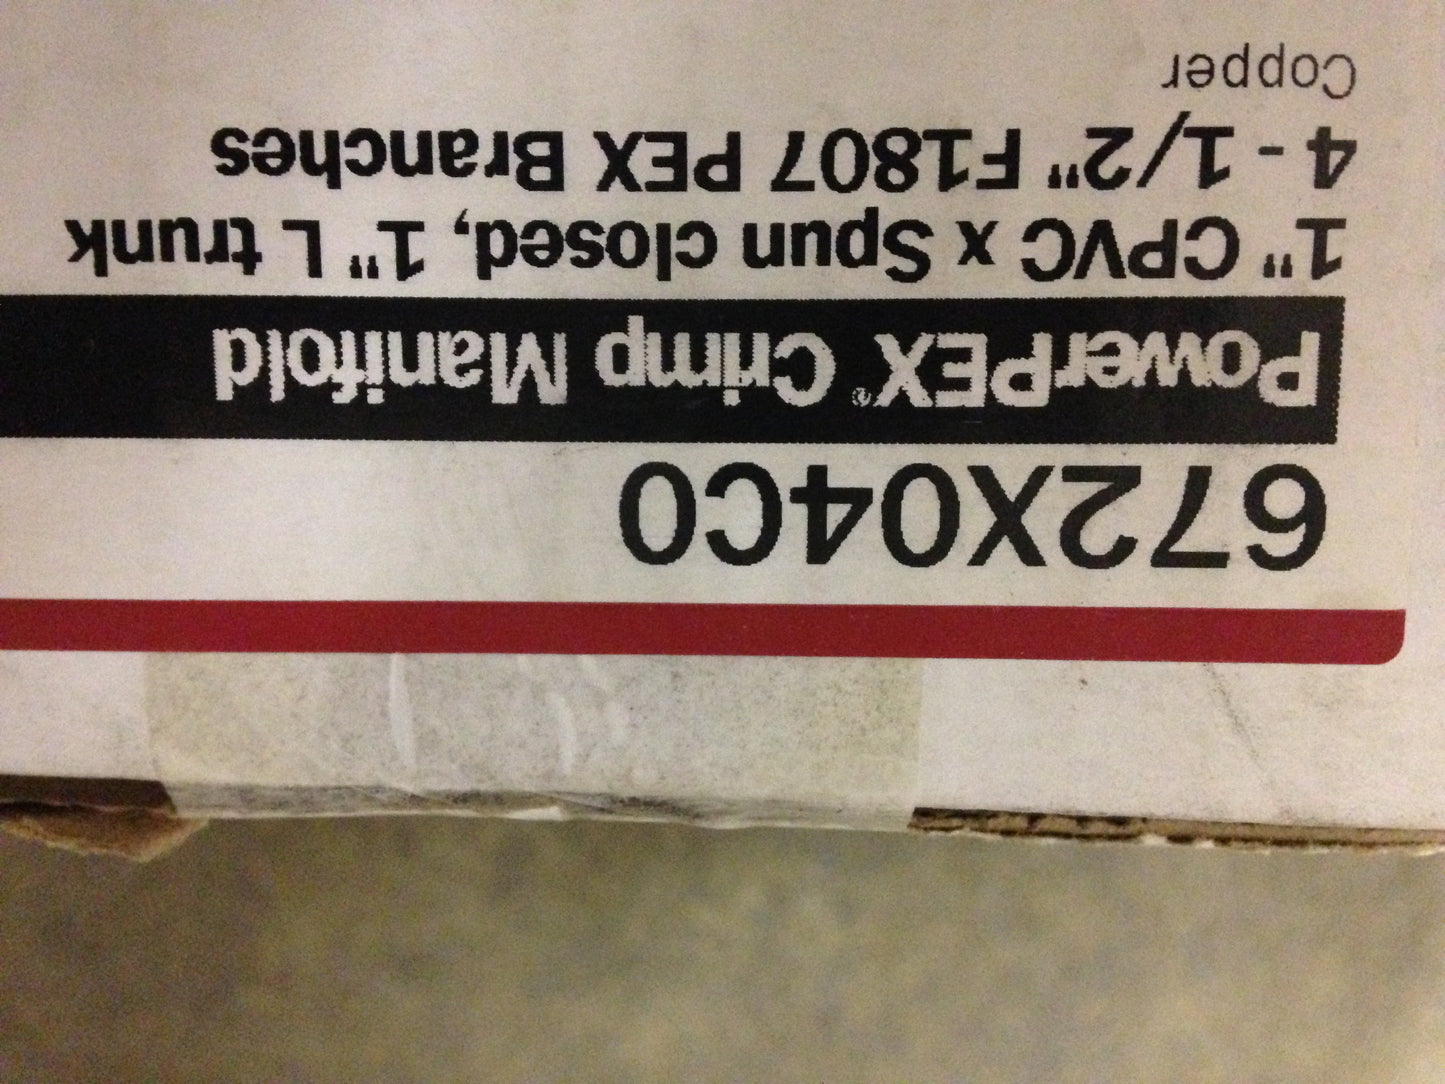 672X04C0
PowerPEX® Crimp Manifold
1" CPVC x Spun closed, 1" L trunk
4 - 1/2" F1807 PEX Branches
Copper